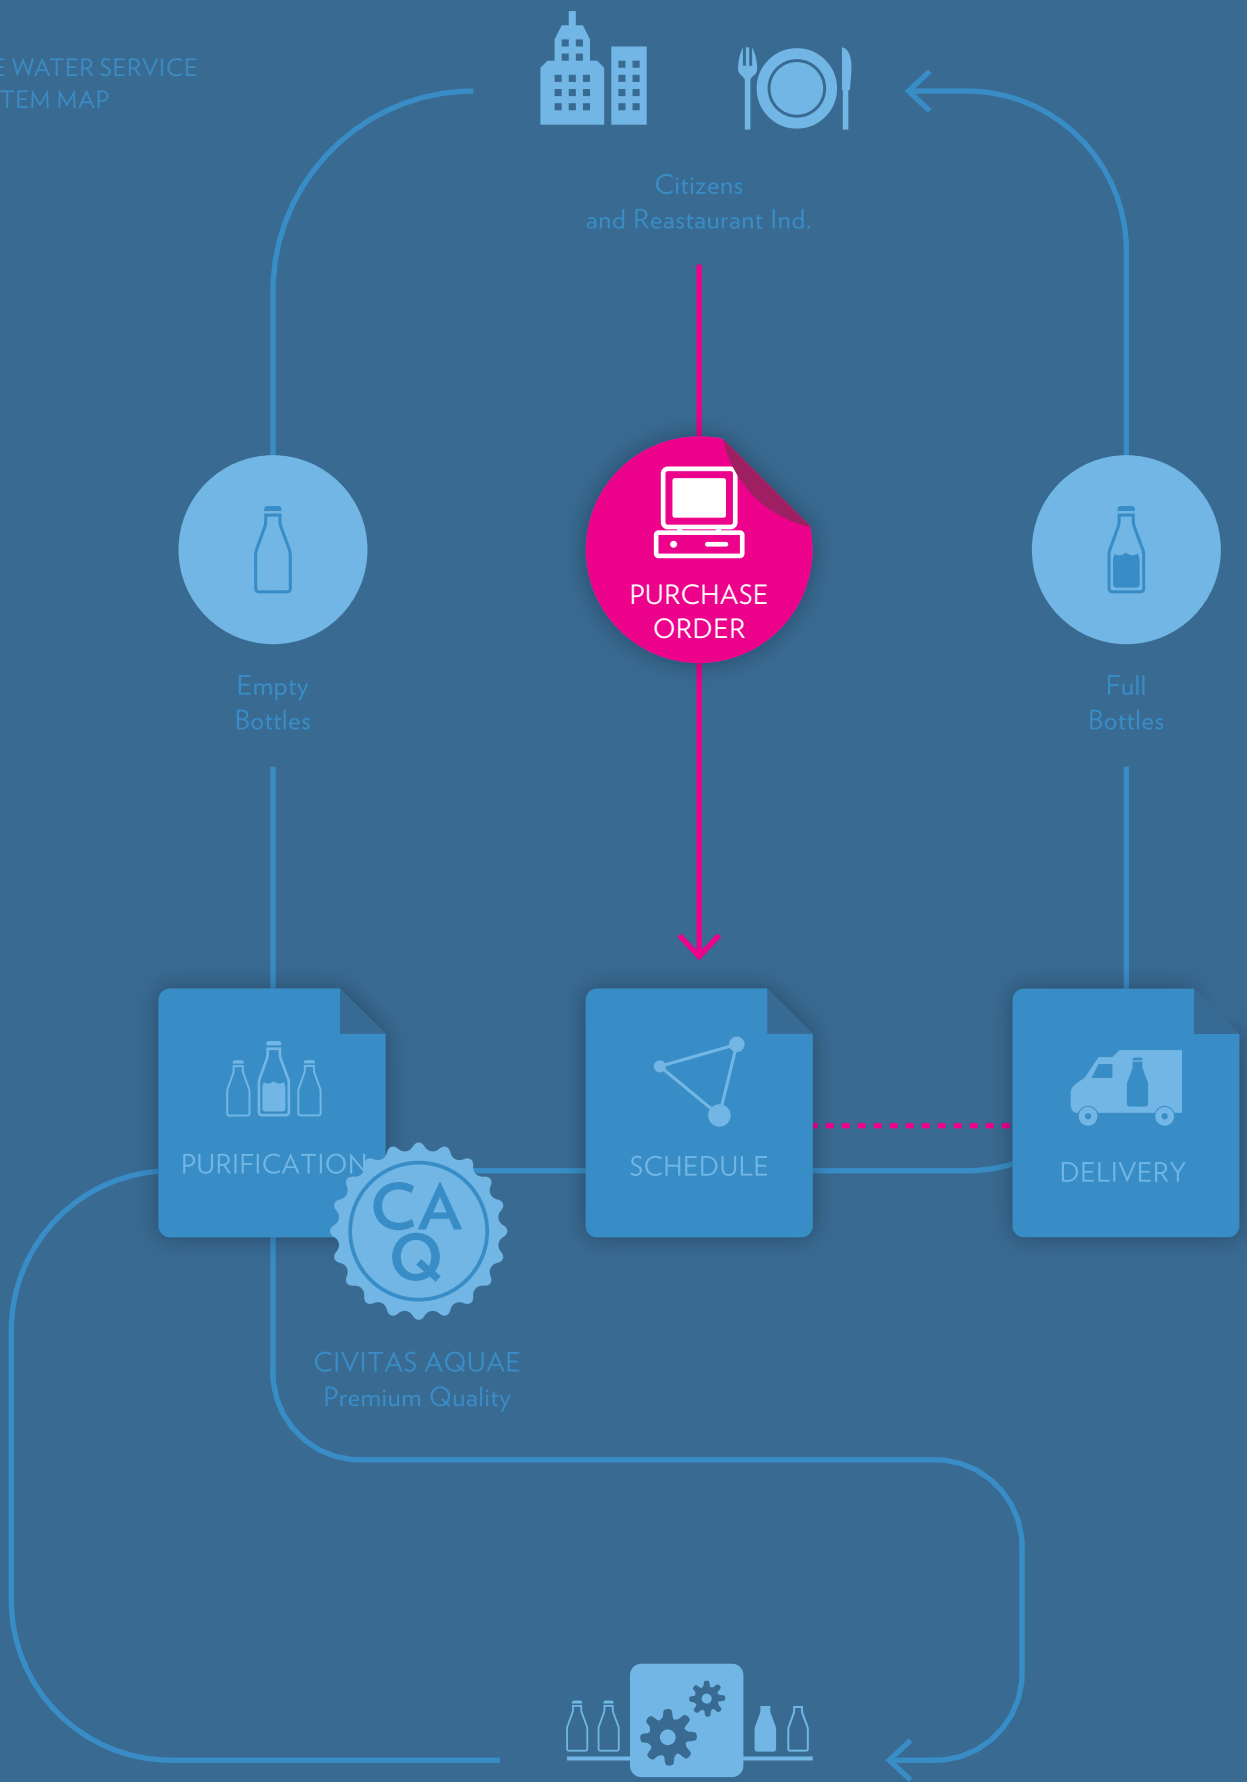 E WATER SERVICE
TEM MAP
Citizens
and Reastaurant Ind.
PURCHASE
ORDER
Empty
Bottles
Full
Bottles
PURIFICATION
SCHEDULE
DELIVERY
CA
Q
CIVITAS AQUAE
Premium Quality